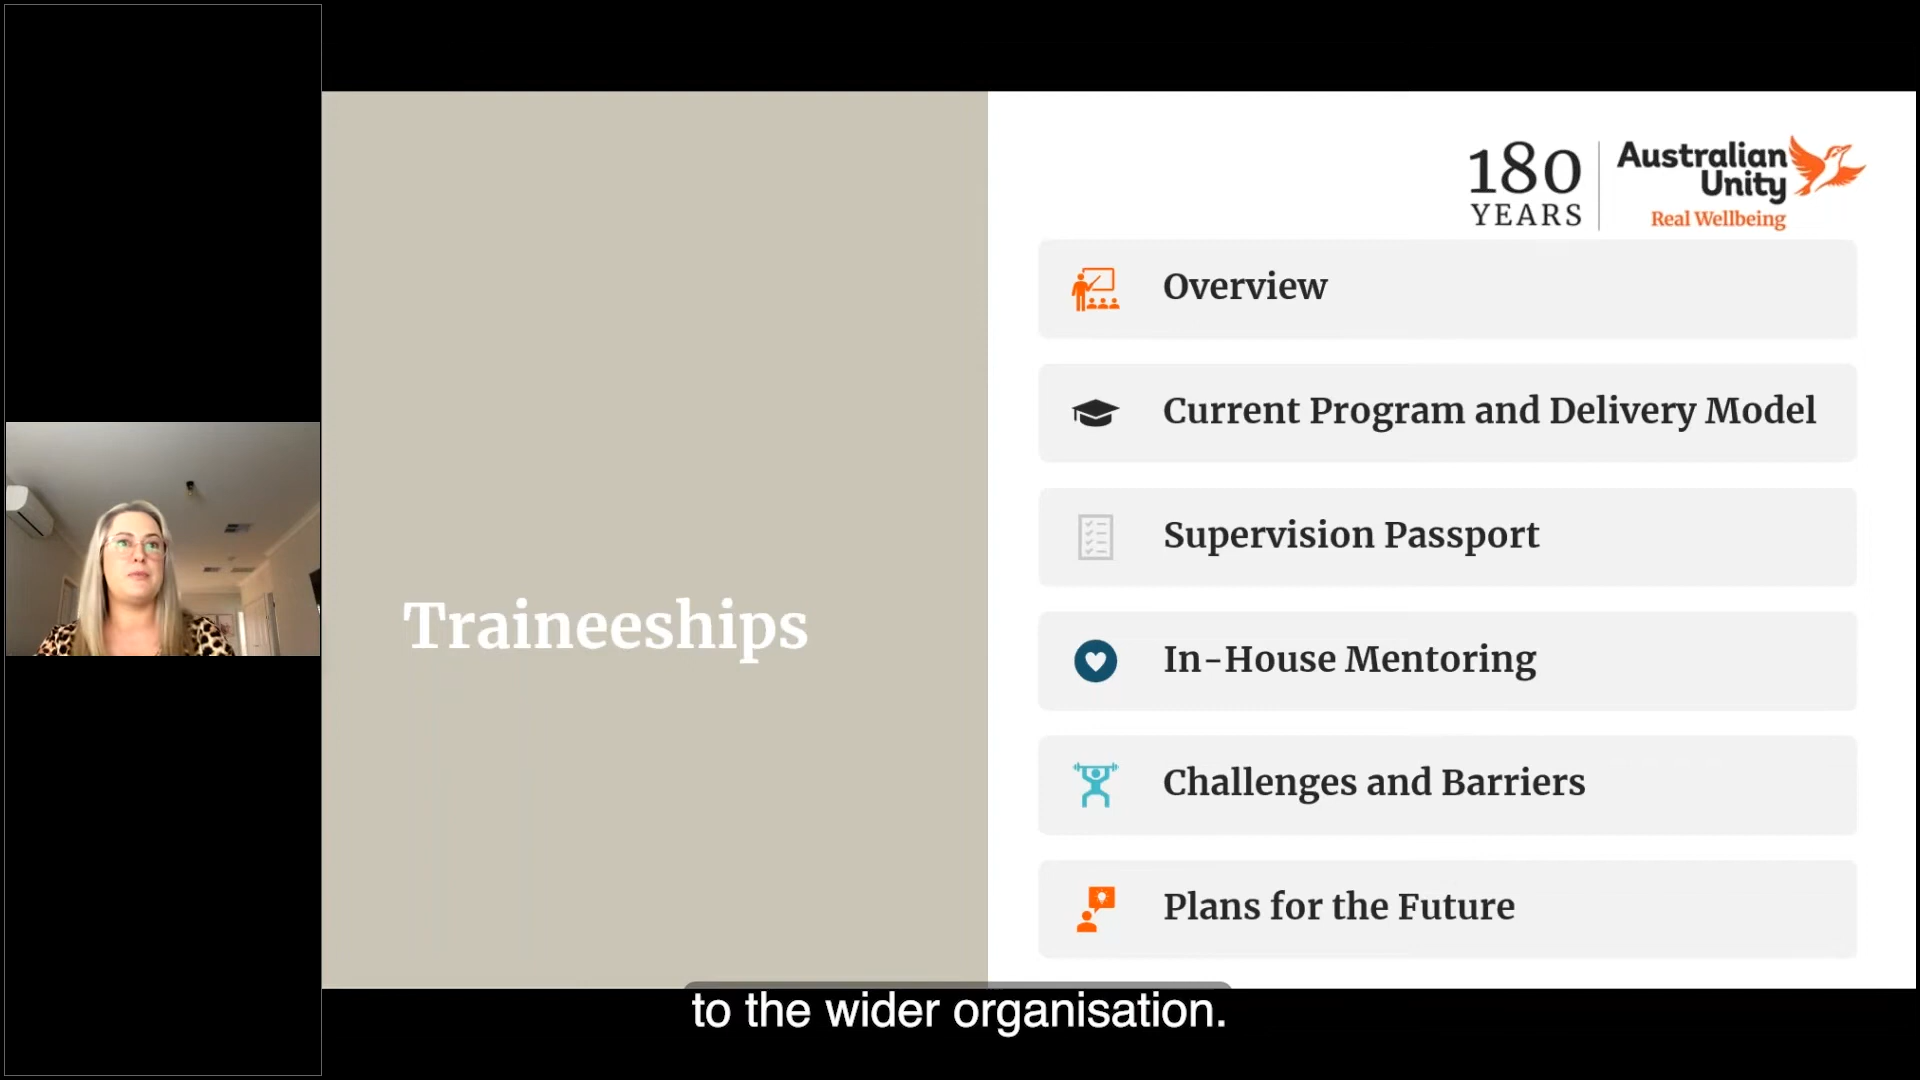 180
YEARS
Australian
Unity
Real Wellbeing
Overview
Current Program and Delivery Model
Supervision Passport
Traineeships
In-House Mentoring
Challenges and Barriers
Plans for the Future
to the wider organisation.